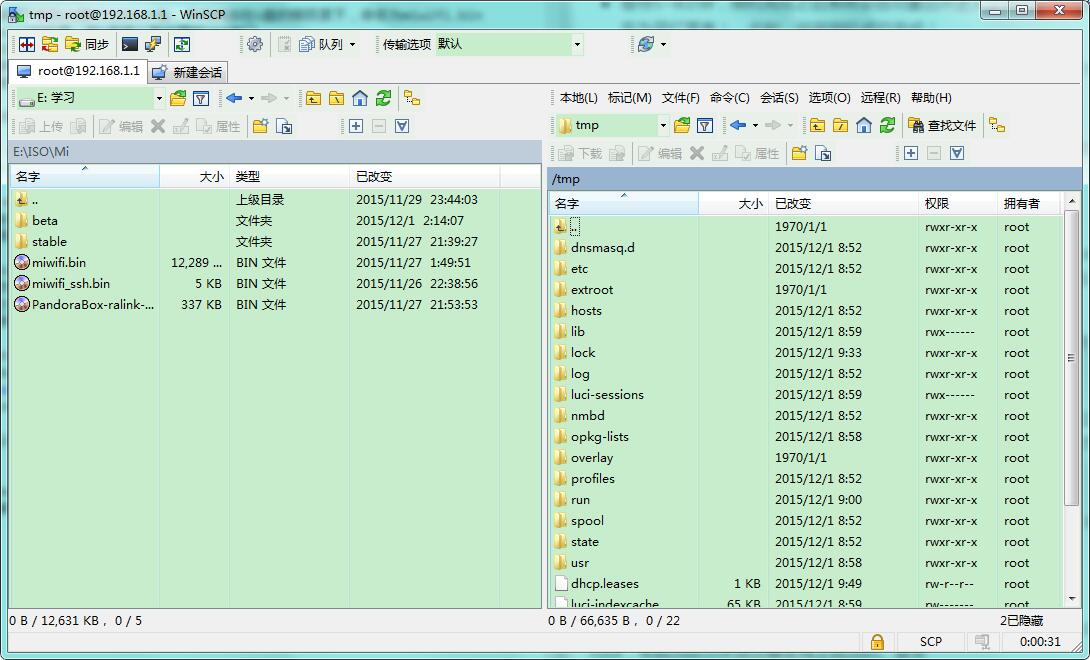 tmp - root@192.168.1.1 - WinSCP
同步 队列 传输选项 默认
root@192.168.1.1 新建会话
E: 学习
上传 编辑 属性
E:\ISO\Mi
名字 大小 类型 已改变
.. 上级目录 2015/11/29 23:44:03
beta 文件夹 2015/12/1 2:14:07
stable 文件夹 2015/11/27 21:39:27
miwifi.bin 12,289 ... BIN 文件 2015/11/27 1:49:51
miwifi_ssh.bin 5 KB BIN 文件 2015/11/26 22:38:56
PandoraBox-ralink-... 337 KB BIN 文件 2015/11/27 21:53:53
0 B / 12,631 KB， 0 / 5
本地(L) 标记(M) 文件(F) 命令(C) 会话(S) 选项(O) 远程(R) 帮助(H)
tmp 查找文件
下载 编辑 属性
/tmp
名字 大小 已改变 权限 拥有者
.. 1970/1/1 rwxr-xr-x root
dnsmasq.d 2015/12/1 8:52 rwxr-xr-x root
etc 2015/12/1 8:52 rwxr-xr-x root
extroot 1970/1/1 rwxr-xr-x root
hosts 2015/12/1 8:52 rwxr-xr-x root
lib 2015/12/1 8:59 rwx------ root
lock 2015/12/1 9:33 rwxr-xr-x root
log 2015/12/1 8:52 rwxr-xr-x root
luci-sessions 2015/12/1 8:59 rwx------ root
nmbd 2015/12/1 8:52 rwxr-xr-x root
opkg-lists 2015/12/1 8:58 rwxr-xr-x root
overlay 1970/1/1 rwxr-xr-x root
profiles 2015/12/1 8:52 rwxr-xr-x root
run 2015/12/1 9:00 rwxr-xr-x root
spool 2015/12/1 8:52 rwxr-xr-x root
state 2015/12/1 8:52 rwxr-xr-x root
usr 2015/12/1 8:58 rwxr-xr-x root
dhcp.leases 1 KB 2015/12/1 9:49 rw-r--r-- root
luci-indexcache 65 KB 2015/12/1 8:59 rw------- root
0 B / 66,635 B， 0 / 22 2已隐藏
SCP 0:00:31